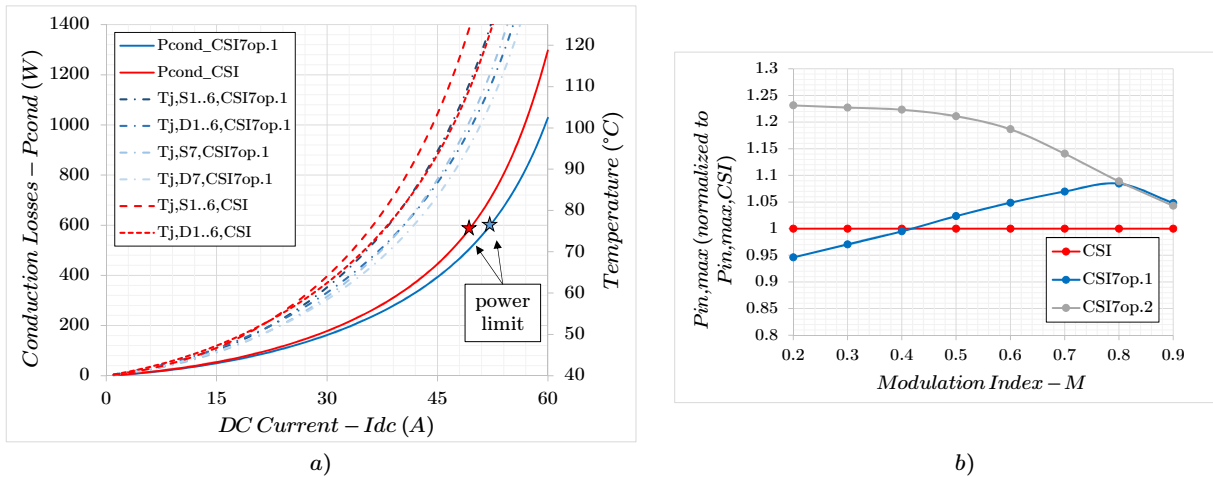 Conduction Losses – Pcond (W)
1400
1200
1000
800
600
400
200
0
Pcond_CSI7op.1
Pcond_CSI
Tj,S1..6,CSI7op.1
Tj,D1..6,CSI7op.1
Tj,S7,CSI7op.1
Tj,D7,CSI7op.1
Tj,S1..6,CSI
Tj,D1..6,CSI
power
limit
120
110
100
90
80
70
60
50
40
Temperature (°C)
0 15 30 45 60
DC Current – Idc (A)
a)
Pin,max (normalized to
Pin,max,CSI)
1.3
1.25
1.2
1.15
1.1
1.05
1
0.95
0.9
0.85
0.8
CSI
CSI7op.1
CSI7op.2
0.2 0.3 0.4 0.5 0.6 0.7 0.8 0.9
Modulation Index – M
b)